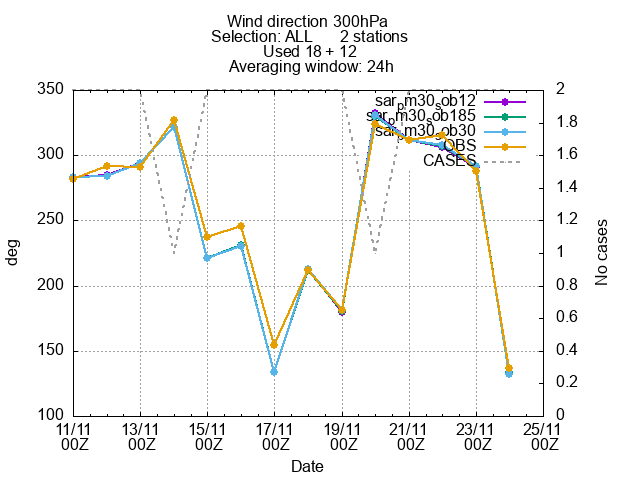 Wind direction 300hPa
Selection: ALL 2 stations
Used 18 + 12
Averaging window: 24h
350
300
250
200
150
100
deg
2
1.8
1.6
1.4
1.2
1
0.8
0.6
0.4
0.2
0
No cases
sar_pm30_sob12
sar_pm30_sob185
sar_pm30_sob30
OBS
CASES
11/11 13/11 15/11 17/11 19/11 21/11 23/11 25/11
00Z 00Z 00Z 00Z 00Z 00Z 00Z 00Z
Date